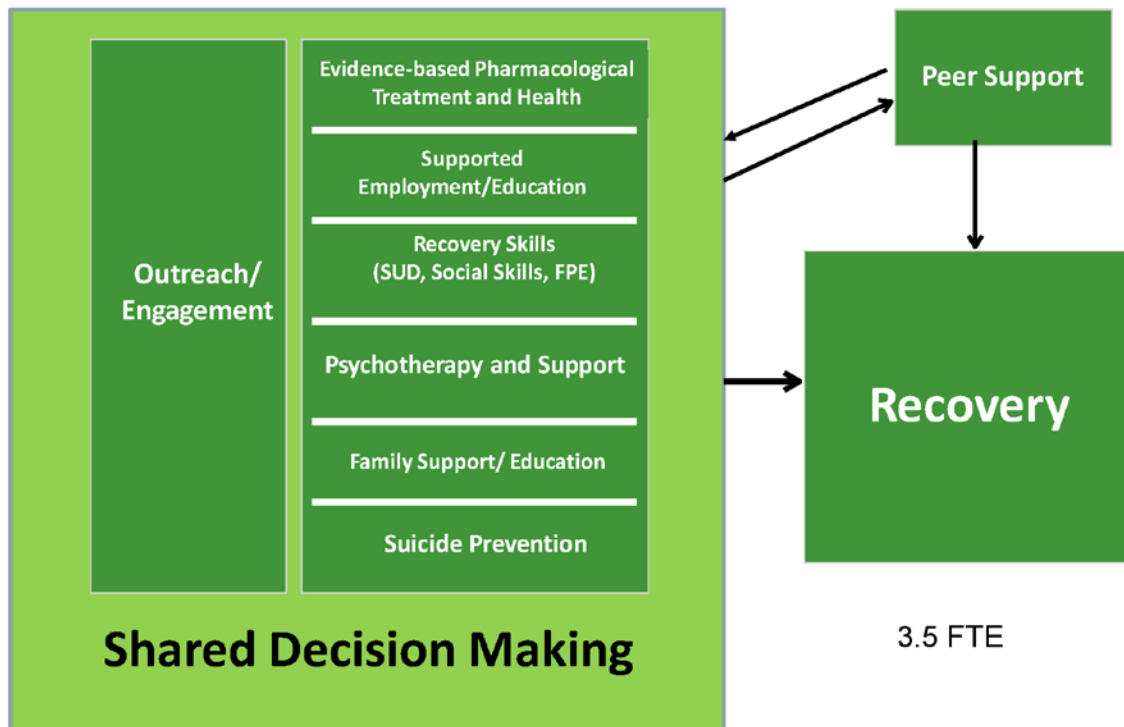 Outreach/
Engagement
Evidence-based Pharmacological
Treatment and Health
Supported
Employment/Education
Recovery Skills
(SUD, Social Skills, FPE)
Psychotherapy and Support
Family Support/ Education
Suicide Prevention
Shared Decision Making
Peer Support
Recovery
3.5 FTE